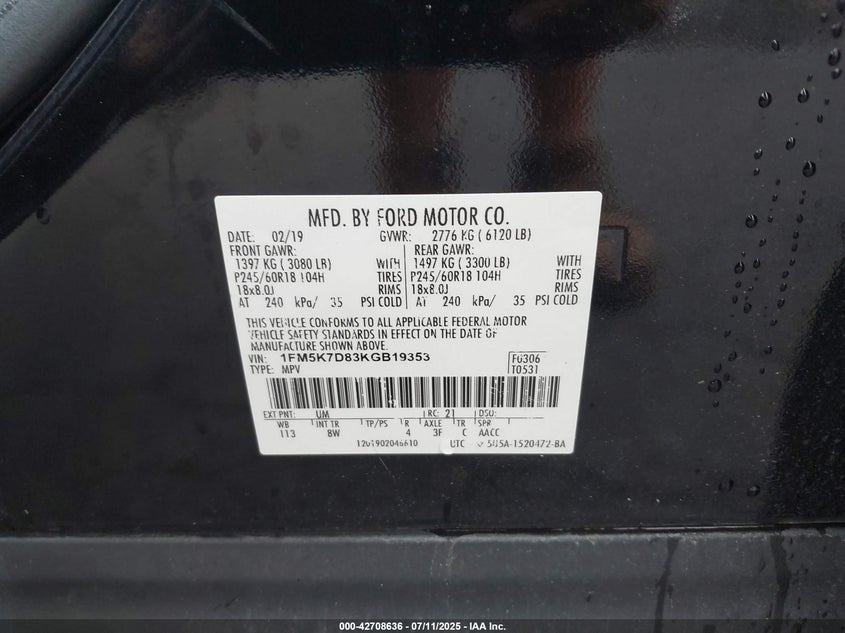 MFD. BY FORD MOTOR CO.
DATE: 02/19 GVWR: 2776 KG ( 6120 LB)
FRONT GAWR: REAR GAWR:
1397 KG ( 3080 LB) WITH 1497 KG ( 3300 LB) WITH
P245/60R18 104H TIRES P245/60R18 104H TIRES
18x8.0J RIMS 18x8.0J RIMS
AT 240 kPa/ 35 PSI COLD AT 240 kPa/ 35 PSI COLD
THIS VEHICLE CONFORMS TO ALL APPLICABLE FEDERAL MOTOR
VEHICLE SAFETY STANDARDS IN EFFECT ON THE DATE OF
MANUFACTURE SHOWN ABOVE.
VIN: 1FM5K7D83KGB19353 F0306
TYPE: MPV T0531
EXT PNT: UM RC: 21 DSO:
WB INT TR TP/PS R AXLE TR SPR
113 8W 4 3F C AACC
UTC
000-42708636 - 07/11/2025 - IAA Inc.